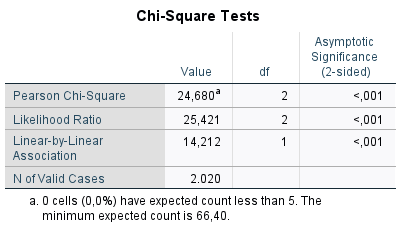 Chi-Square Tests
Value df Asymptotic Significance (2-sided)
Pearson Chi-Square 24,680a 2 <,001
Likelihood Ratio 25,421 2 <,001
Linear-by-Linear Association 14,212 1 <,001
N of Valid Cases 2.020
a. 0 cells (0,0%) have expected count less than 5. The
minimum expected count is 66,40.